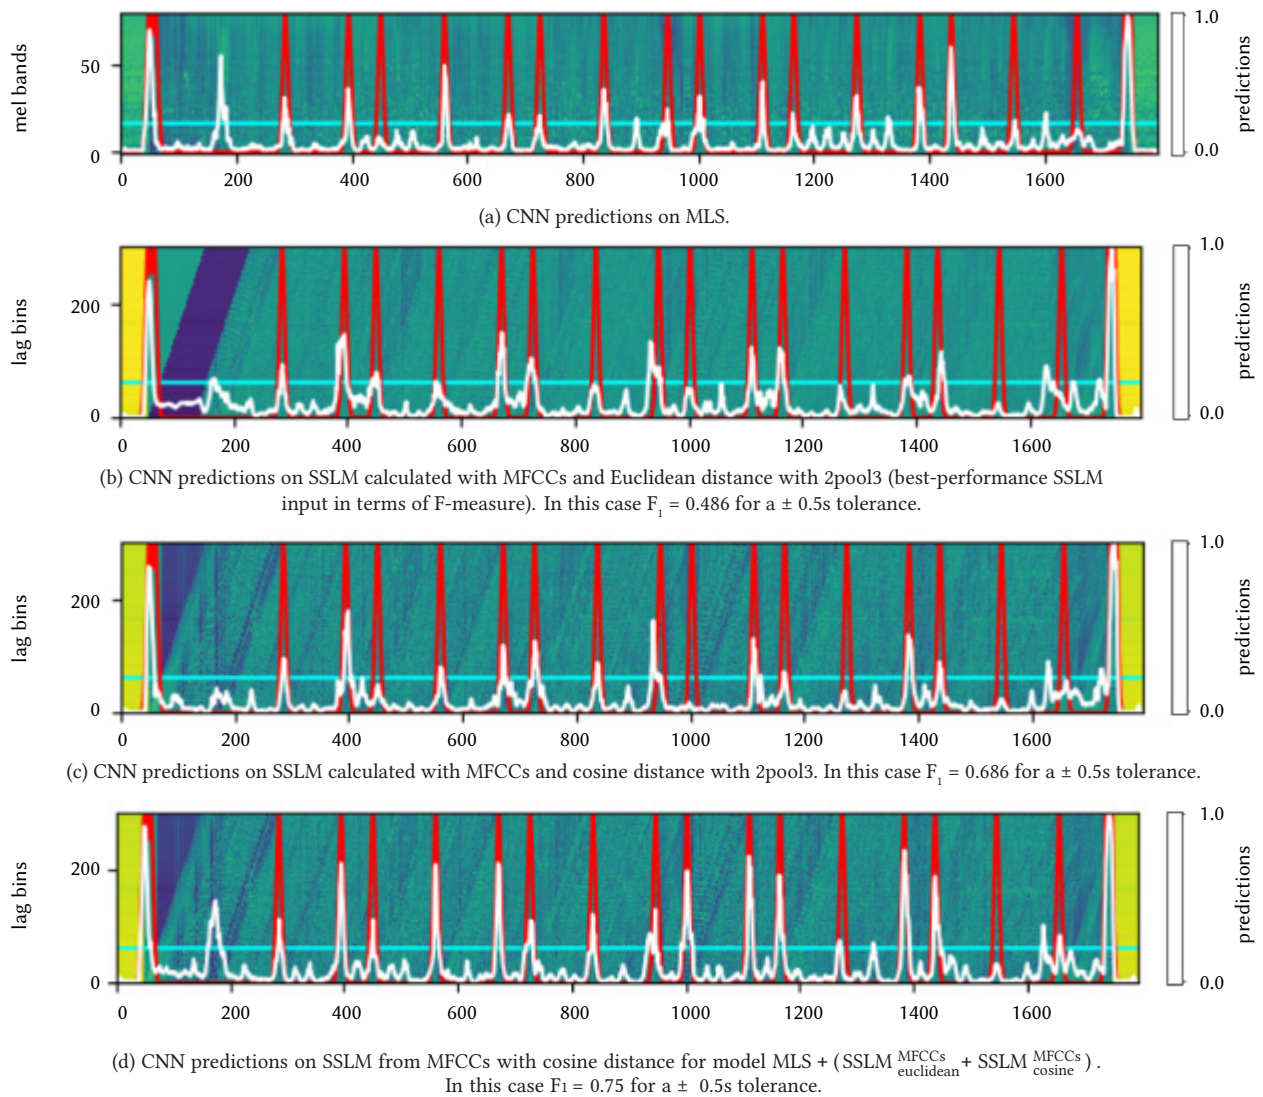 1.0
50
mel bands
predictions
0
0.0
0 200 400 600 800 1000 1200 1400 1600
(a) CNN predictions on MLS.
1.0
200
lag bins
predictions
0
0.0
0 200 400 600 800 1000 1200 1400 1600
(b) CNN predictions on SSLM calculated with MFCCs and Euclidean distance with 2pool3 (best-performance SSLM
input in terms of F-measure). In this case F₁ = 0.486 for a ± 0.5s tolerance.
1.0
200
lag bins
predictions
0
0.0
0 200 400 600 800 1000 1200 1400 1600
(c) CNN predictions on SSLM calculated with MFCCs and cosine distance with 2pool3. In this case F₁ = 0.686 for a ± 0.5s tolerance.
1.0
200
lag bins
predictions
0
0.0
0 200 400 600 800 1000 1200 1400 1600
(d) CNN predictions on SSLM from MFCCs with cosine distance for model MLS + (SSLM MFCCs euclidean + SSLM MFCCs cosine ) .
In this case F1 = 0.75 for a ± 0.5s tolerance.